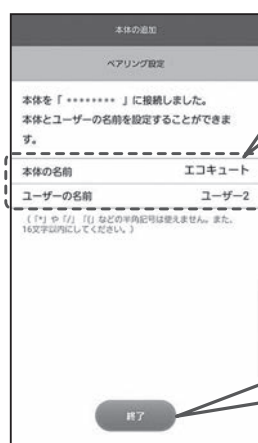 本体の追加
ペアリング設定
本体を「 ******** 」に接続しました。
本体とユーザーの名前を設定することができま
す。
本体の名前 エコキュート
ユーザーの名前 ユーザー2
（「*」や「/」「(」などの半角記号は使えません。また、
16文字以内にしてください。）
終了